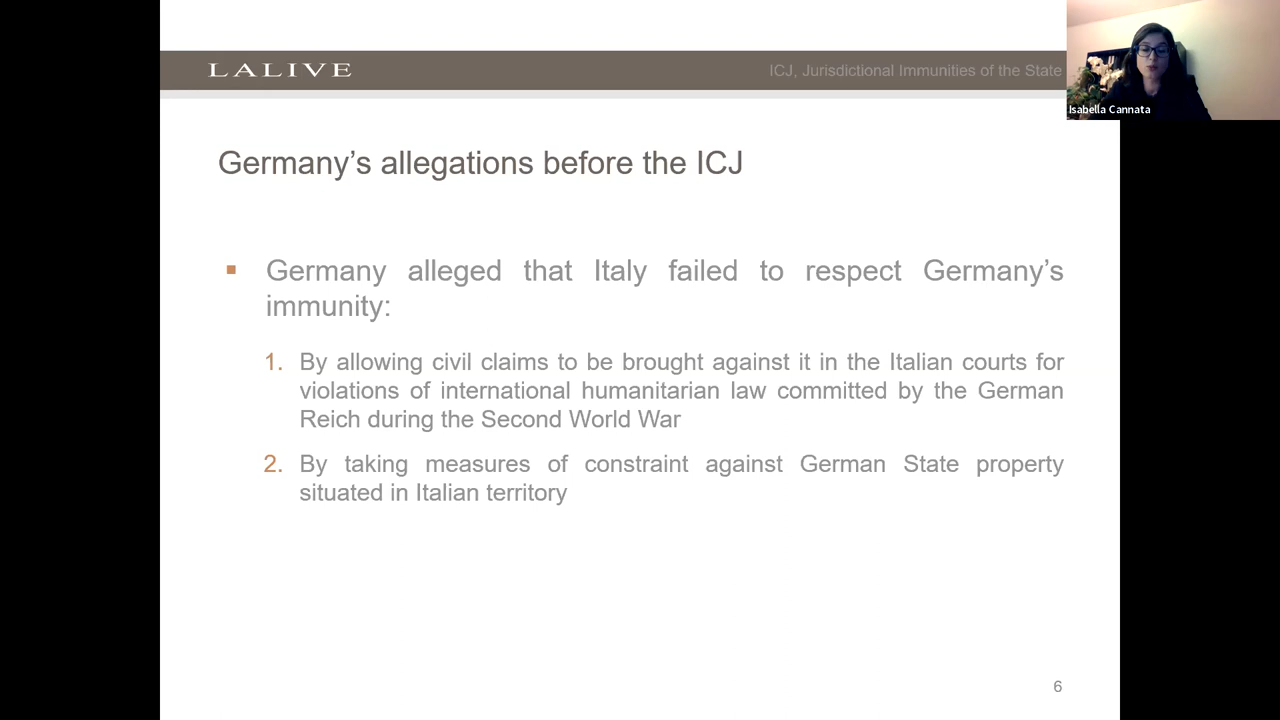 LALIVE
ICJ, Jurisdictional Immunities of the State
Isabella Cannata
Germany’s allegations before the ICJ
Germany alleged that Italy failed to respect Germany’s
immunity:
1. By allowing civil claims to be brought against it in the Italian courts for
violations of international humanitarian law committed by the German
Reich during the Second World War
2. By taking measures of constraint against German State property
situated in Italian territory
6